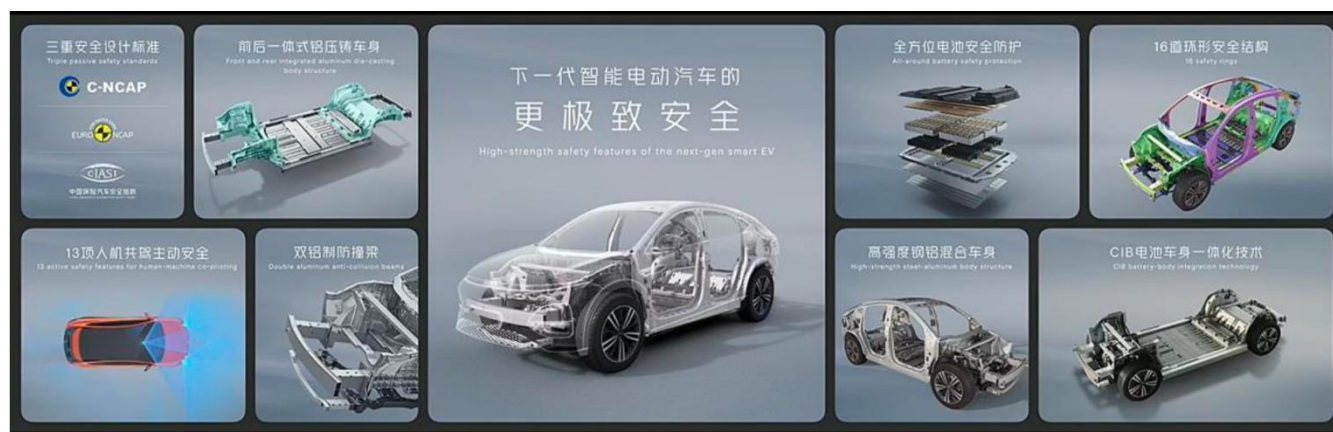 三重安全设计标准
Triple passive safety standards
C-NCAP
EURO NCAP
C-IASI
中国保险汽车安全指数
前后一体式铝压铸车身
Front and rear integrated aluminum die-casting
body structure
13项人机共驾主动安全
13 active safety features for human-machine co-piloting
双铝制防撞梁
Double aluminum anti-collision beams
下一代智能电动汽车的
更极致安全
High-strength safety features of the next-gen smart EV
全方位电池安全防护
All-around battery safety protection
16道环形安全结构
16 safety rings
高强度钢铝混合车身
High-strength steel-aluminum body structure
CIB电池车身一体化技术
CIB battery-body integration technology